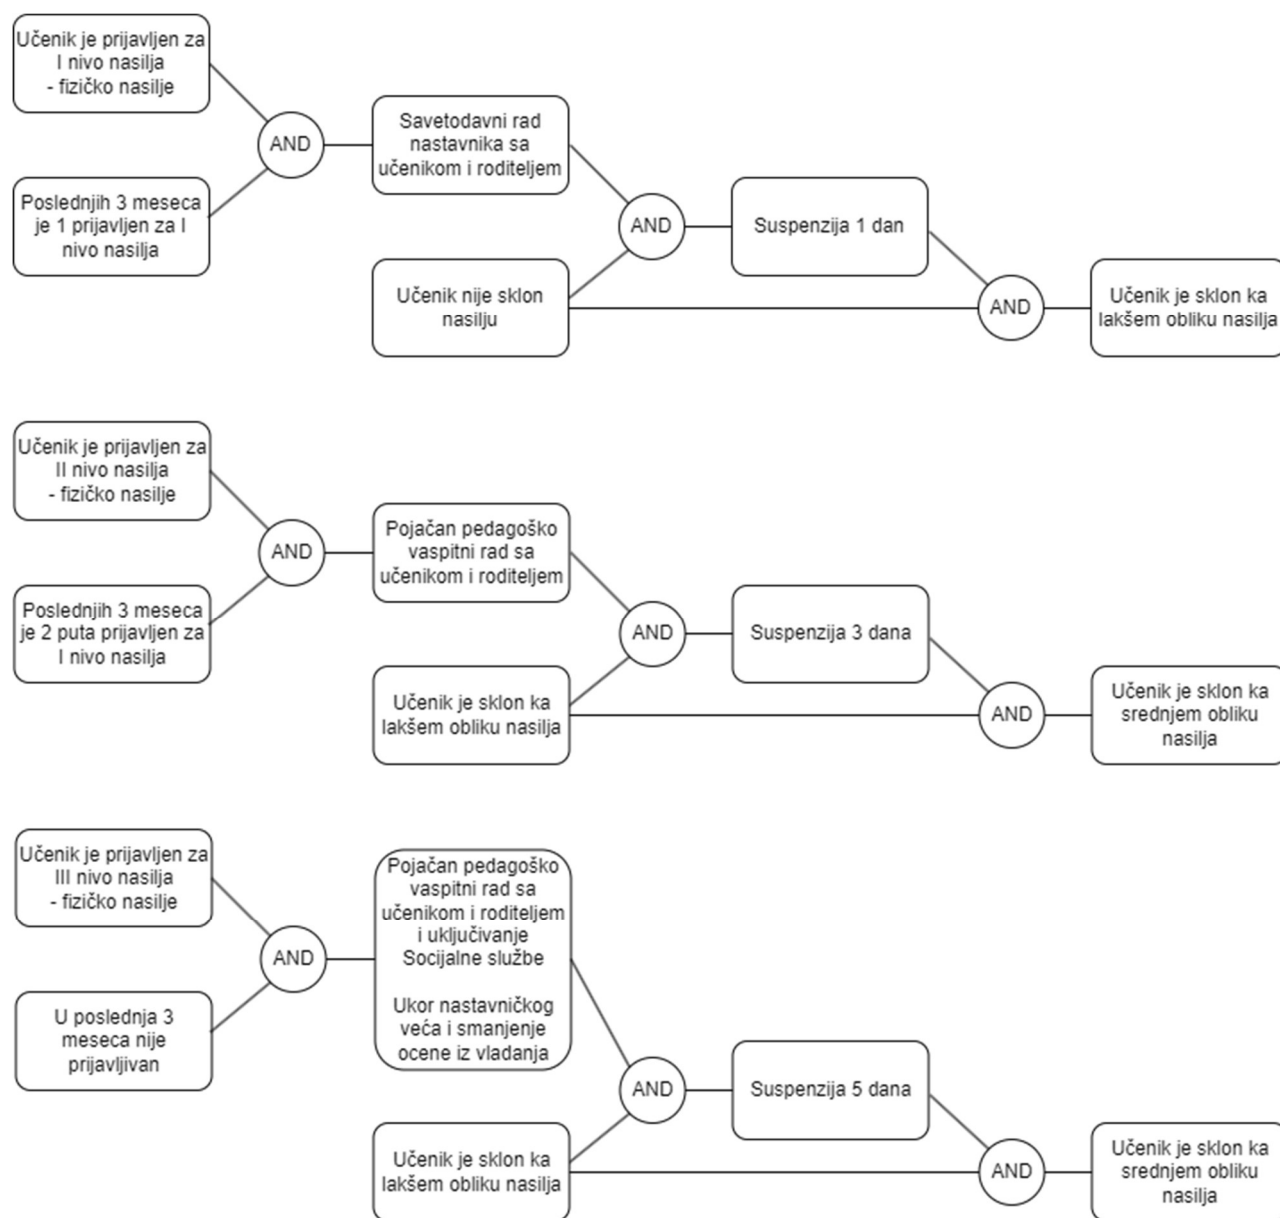 Učenik je prijavljen za
I nivo nasilja
- fizičko nasilje
AND
Poslednjih 3 meseca
je 1 prijavljen za I
nivo nasilja
Savetodavni rad
nastavnika sa
učenikom i roditeljem
AND
Učenik nije sklon
nasilju
Suspenzija 1 dan
AND
Učenik je sklon ka
lakšem obliku nasilja
Učenik je prijavljen za
II nivo nasilja
- fizičko nasilje
AND
Poslednjih 3 meseca
je 2 puta prijavljen za
I nivo nasilja
Pojačan pedagoško
vaspitni rad sa
učenikom i roditeljem
AND
Učenik je sklon ka
lakšem obliku nasilja
Suspenzija 3 dana
AND
Učenik je sklon ka
srednjem obliku
nasilja
Učenik je prijavljen za
III nivo nasilja
- fizičko nasilje
AND
U poslednja 3
meseca nije
prijavljivan
Pojačan pedagoško
vaspitni rad sa
učenikom i roditeljem
i uključivanje
Socijalne službe
Ukor nastavničkog
veća i smanjenje
ocene iz vladanja
AND
Učenik je sklon ka
lakšem obliku nasilja
Suspenzija 5 dana
AND
Učenik je sklon ka
srednjem obliku
nasilja